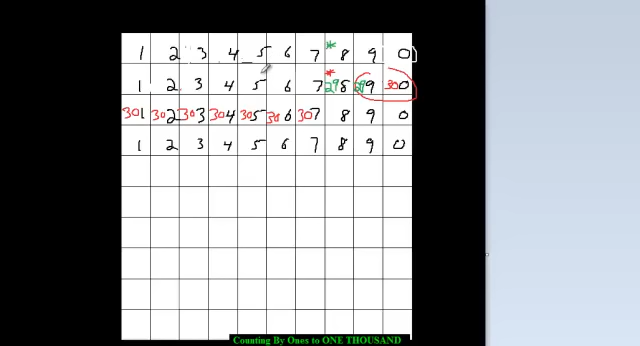 1 2 3 4 5 6 7 * 8 9 0
1 2 3 4 5 6 7 * 298 299 300
301 302 303 304 305 306 307 8 9 0
1 2 3 4 5 6 7 8 9 0
Counting By Ones to ONE THOUSAND